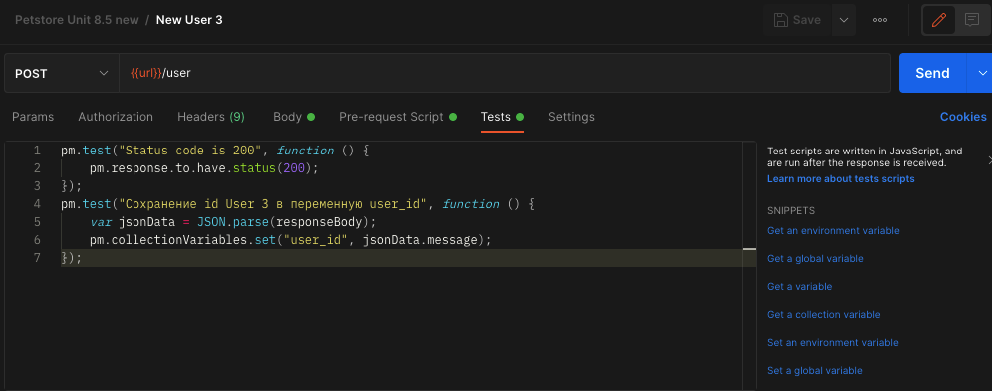 Petstore Unit 8.5 new / New User 3
Save
POST
{{url}}/user
Send
Params
Authorization
Headers (9)
Body
Pre-request Script
Tests
Settings
Cookies
1 pm.test("Status code is 200", function () {
2 pm.response.to.have.status(200);
3 });
4 pm.test("Сохранение id User 3 в переменную user_id", function () {
5 var jsonData = JSON.parse(responseBody);
6 pm.collectionVariables.set("user_id", jsonData.message);
7 });
Test scripts are written in JavaScript, and
are run after the response is received.
Learn more about tests scripts
SNIPPETS
Get an environment variable
Get a global variable
Get a variable
Get a collection variable
Set an environment variable
Set a global variable